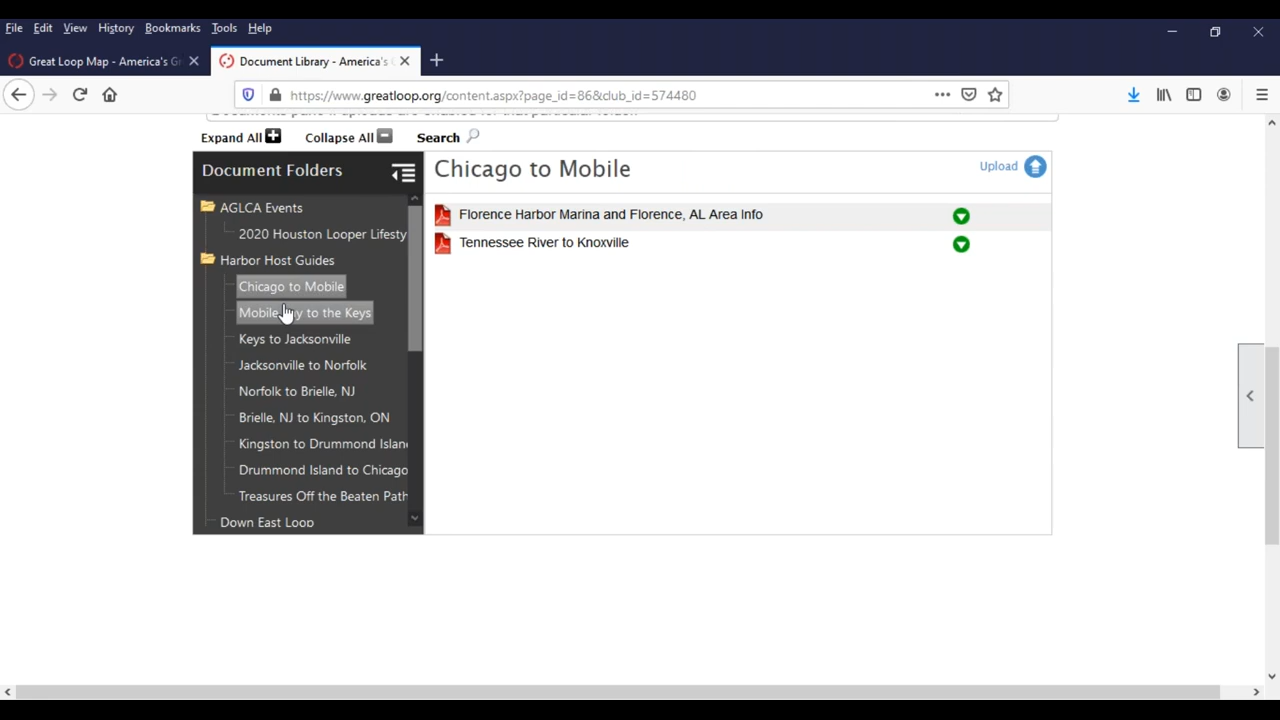 File Edit View History Bookmarks Tools Help
Great Loop Map - America's G
Document Library - America's
https://www.greatloop.org/content.aspx?page_id=86&club_id=574480
Expand All Collapse All Search
Document Folders
Chicago to Mobile
Upload
AGLCA Events
2020 Houston Looper Lifesty
Harbor Host Guides
Chicago to Mobile
Mobile y to the Keys
Keys to Jacksonville
Jacksonville to Norfolk
Norfolk to Brielle, NJ
Brielle, NJ to Kingston, ON
Kingston to Drummond Islan
Drummond Island to Chicago
Treasures Off the Beaten Path
Down East Loop
Florence Harbor Marina and Florence, AL Area Info
Tennessee River to Knoxville